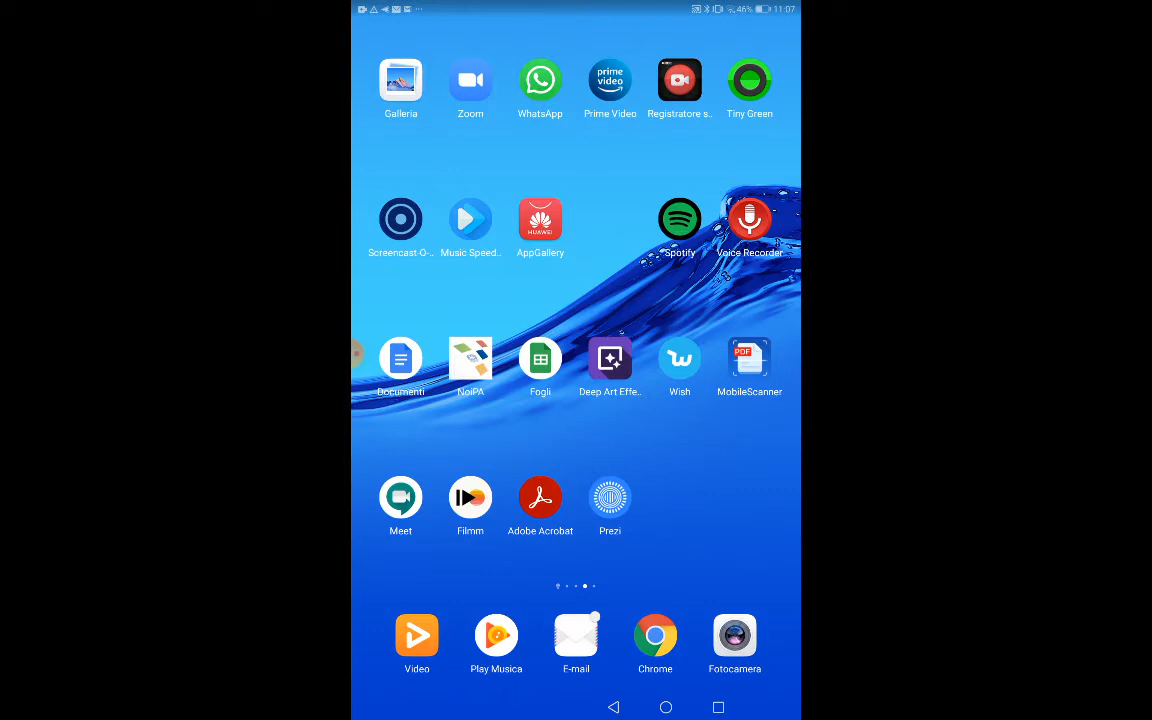 46% 11:07
Galleria Zoom WhatsApp prime video Prime Video Registratore s.. Tiny Green
Screencast-O-.. Music Speed.. HUAWEI AppGallery Spotify Voice Recorder
Documenti NoiPA Fogli Deep Art Effe.. Wish PDF MobileScanner
Meet Filmm Adobe Acrobat Prezi
Video Play Musica E-mail Chrome Fotocamera